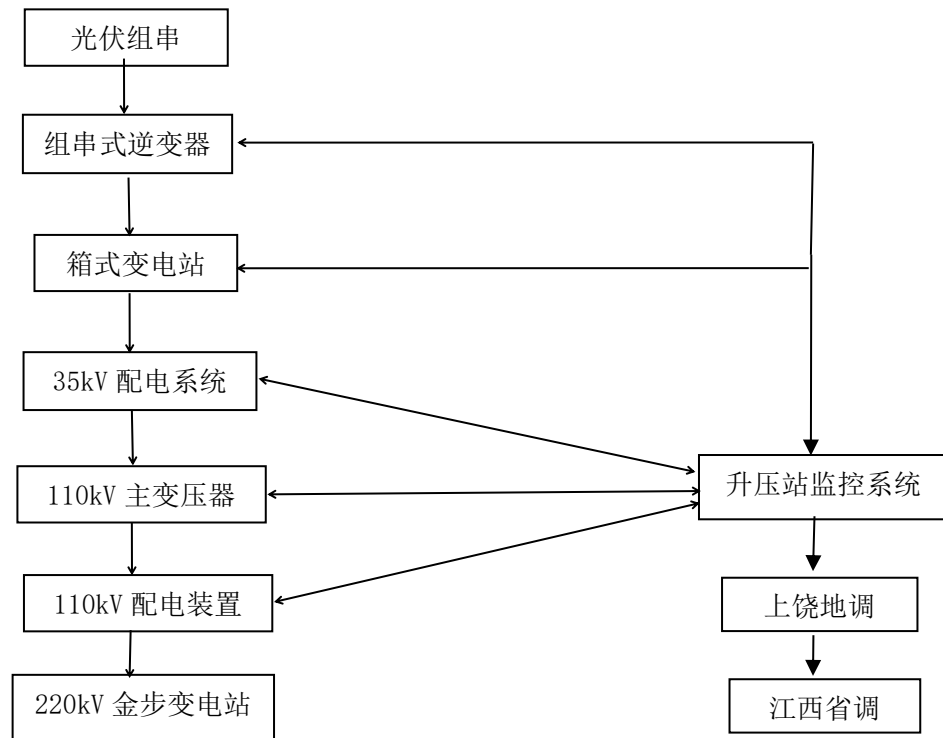 光伏组串
组串式逆变器
箱式变电站
35kV 配电系统
110kV 主变压器
升压站监控系统
110kV 配电装置
上饶地调
220kV 金步变电站
江西省调